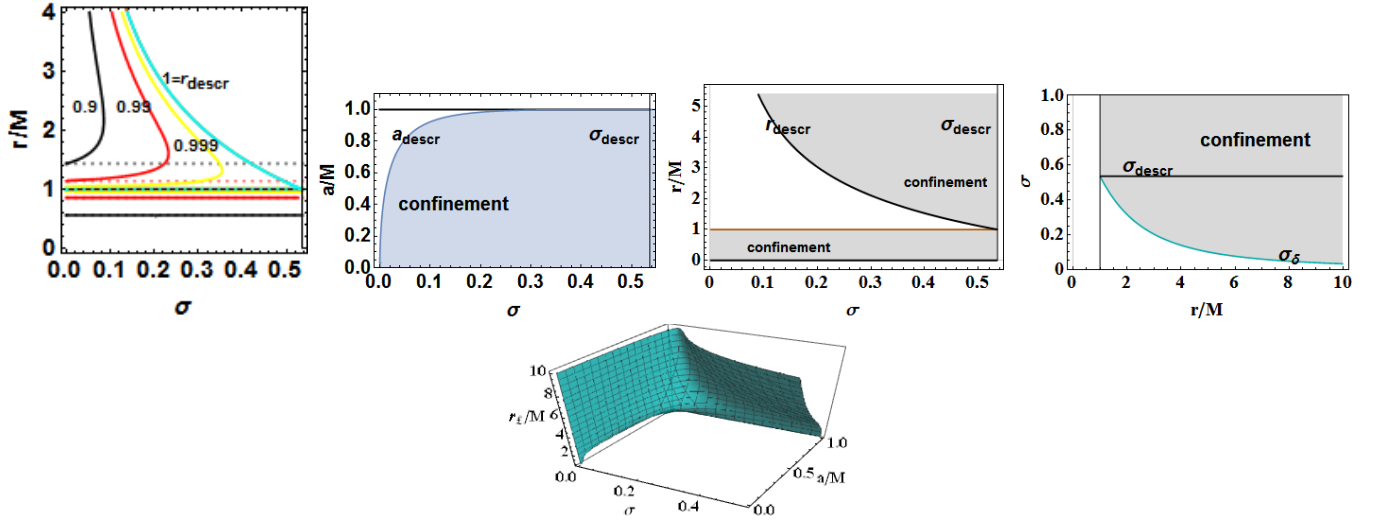 r/M
4
3
2
1
0
0.9
0.99
0.999
1=r_descr
0.0 0.1 0.2 0.3 0.4 0.5
σ
a/M
1.0
0.8
0.6
0.4
0.2
0.0
a_descr
σ_descr
confinement
0.0 0.1 0.2 0.3 0.4 0.5
σ
r/M
5
4
3
2
1
0
r_descr
σ_descr
confinement
confinement
0 0.1 0.2 0.3 0.4 0.5
σ
σ
1.0
0.8
0.6
0.4
0.2
0
confinement
σ_descr
σ_δ
0 2 4 6 8 10
r/M
10
8
r_£/M 6
4
2
0.0
0.2
0.4
σ
1.0
0.5 a/M
0.0